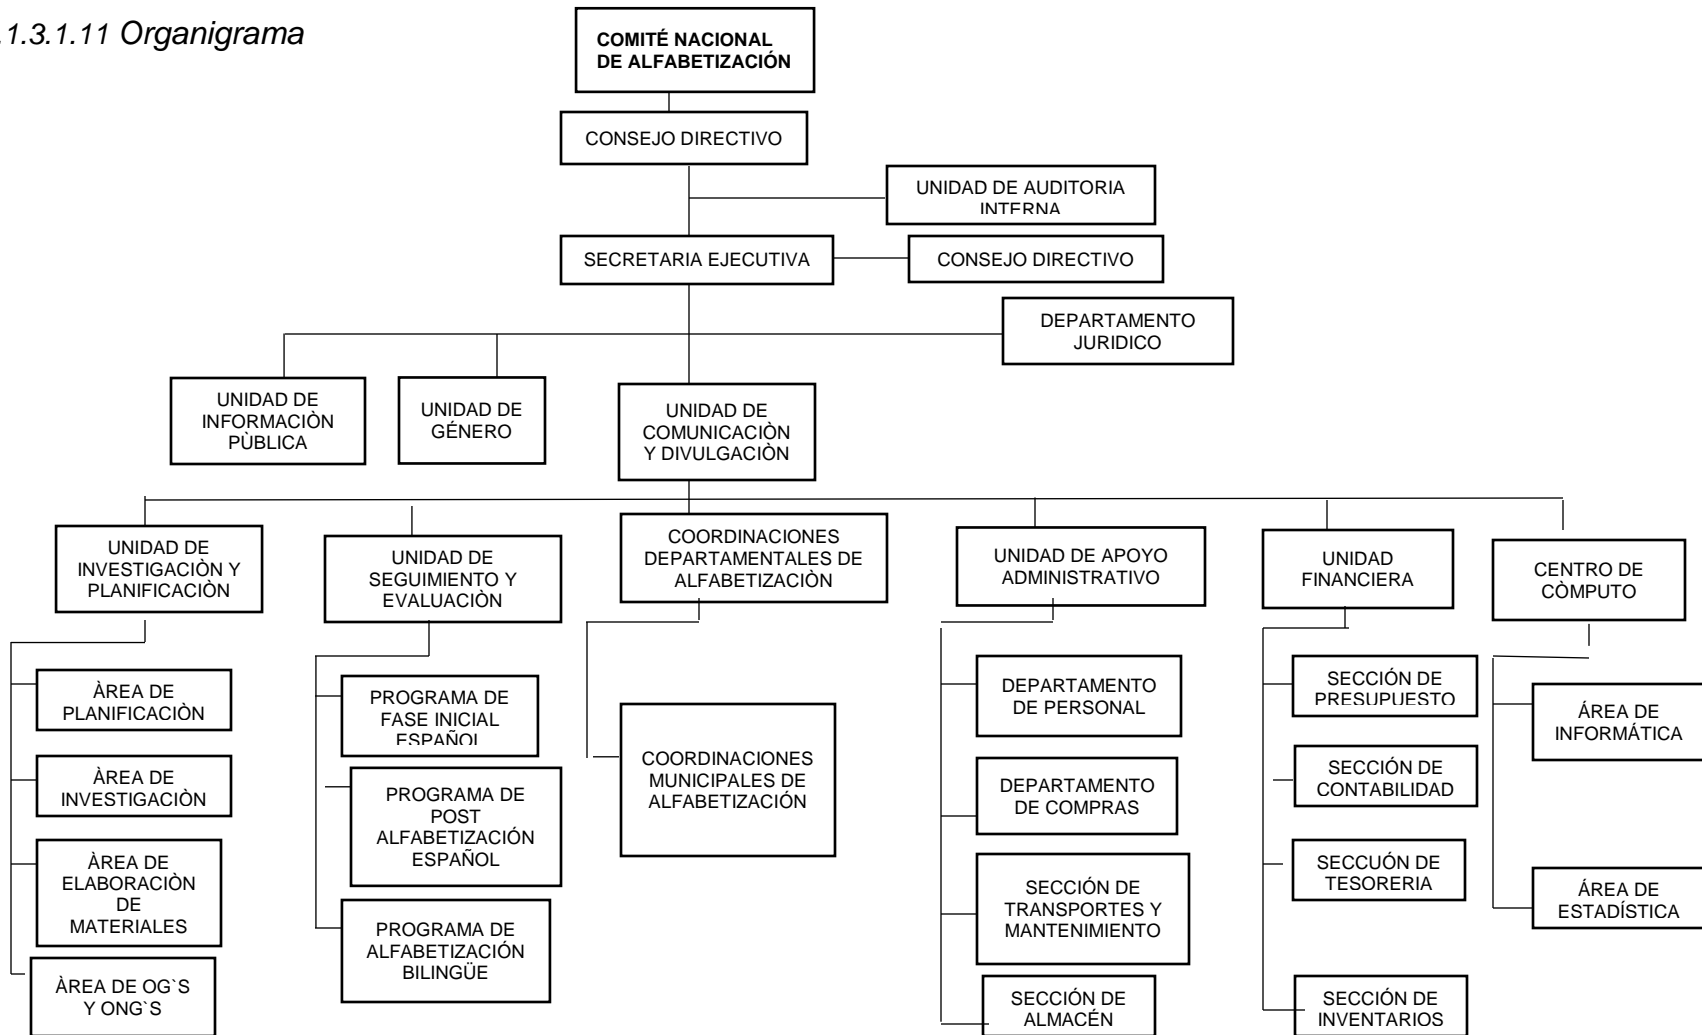 .1.3.1.11 Organigrama
COMITÉ NACIONAL
DE ALFABETIZACIÓN
CONSEJO DIRECTIVO
UNIDAD DE AUDITORIA
INTERNA
SECRETARIA EJECUTIVA
CONSEJO DIRECTIVO
DEPARTAMENTO
JURIDICO
UNIDAD DE
INFORMACIÒN
PÙBLICA
UNIDAD DE
GÉNERO
UNIDAD DE
COMUNICACIÒN
Y DIVULGACIÒN
UNIDAD DE
INVESTIGACIÒN Y
PLANIFICACIÒN
UNIDAD DE
SEGUIMIENTO Y
EVALUACIÒN
COORDINACIONES
DEPARTAMENTALES DE
ALFABETIZACIÒN
UNIDAD DE APOYO
ADMINISTRATIVO
UNIDAD
FINANCIERA
CENTRO DE
CÒMPUTO
ÀREA DE
PLANIFICACIÒN
ÀREA DE
INVESTIGACIÒN
ÀREA DE
ELABORACIÒN
DE
MATERIALES
ÀREA DE OG`S
Y ONG`S
PROGRAMA DE
FASE INICIAL
ESPAÑOL
PROGRAMA DE
POST
ALFABETIZACIÓN
ESPAÑOL
PROGRAMA DE
ALFABETIZACIÓN
BILINGÜE
COORDINACIONES
MUNICIPALES DE
ALFABETIZACIÓN
DEPARTAMENTO
DE PERSONAL
DEPARTAMENTO
DE COMPRAS
SECCIÓN DE
TRANSPORTES Y
MANTENIMIENTO
SECCIÓN DE
ALMACÉN
SECCIÓN DE
PRESUPUESTO
SECCIÓN DE
CONTABILIDAD
SECCUÓN DE
TESORERIA
SECCIÓN DE
INVENTARIOS
ÁREA DE
INFORMÁTICA
ÁREA DE
ESTADÍSTICA